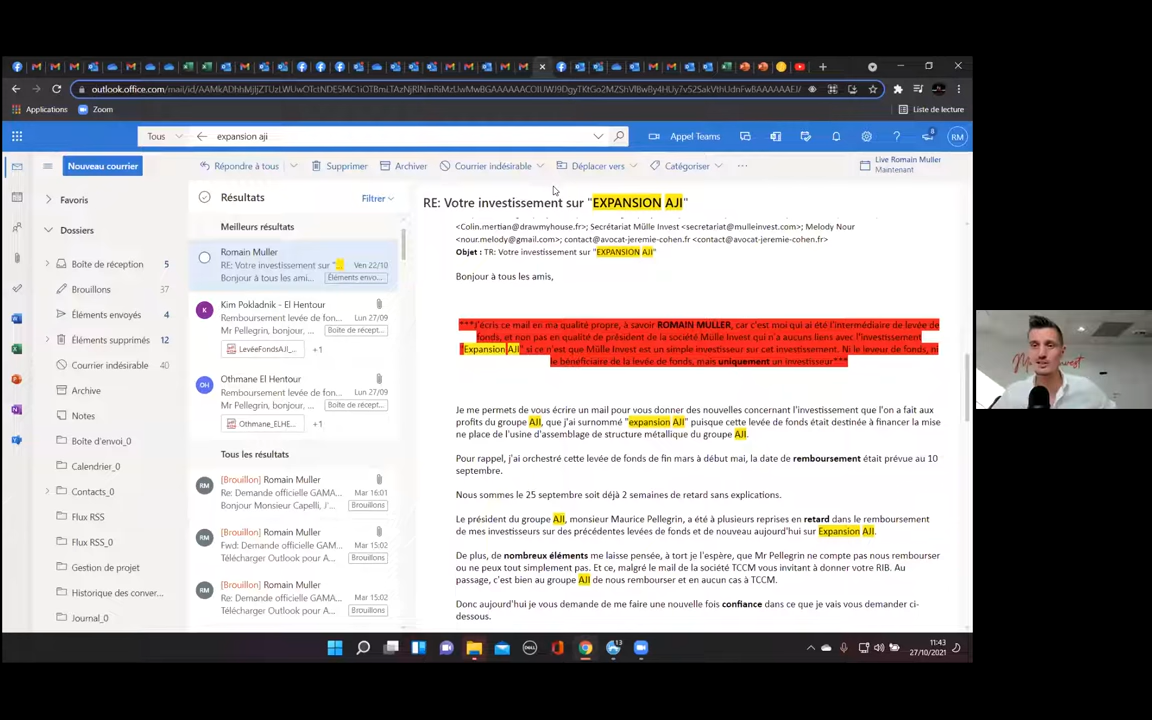 outlook.office.com
Applications
Zoom
Liste de lecture
Tous
expansion aji
Appel Teams
8
RM
Nouveau courrier
Répondre à tous
Supprimer
Archiver
Courrier indésirable
Déplacer vers
Catégoriser
Live Romain Muller
Maintenant
Favoris
Dossiers
Boîte de réception 5
Brouillons 37
Éléments envoyés 4
Éléments supprimés 12
Courrier indésirable 34
Archive
Notes
Boîte d'envoi_0
Calendrier_0
Contacts_0
Flux RSS
Flux RSS_0
Gestion de projet
Historique des conver...
Journal_0
Résultats
Filtrer
Meilleurs résultats
Romain Muller
RE: Votre investissement sur "... Ven 22/10
Bonjour à tous les ami... Éléments envo...
K
Kim Pokladnik - El Hentour
Remboursement levée de fon... Lun 27/09
Mr Pellegrin, bonjour, ... Boîte de récept...
LevéeFondsAJI_... +1
OH
Othmane El Hentour
Remboursement levée de fon... Lun 27/09
Mr Pellegrin, bonjour, ... Boîte de récept...
Othmane_ELHE... +1
Tous les résultats
RM
[Brouillon] Romain Muller
Re: Demande officielle GAMA... Mar 16:01
Bonjour Monsieur Capelli, J'... Brouillons
RM
[Brouillon] Romain Muller
Fwd: Demande officielle GAM... Mar 15:02
Télécharger Outlook pour A... Brouillons
RM
[Brouillon] Romain Muller
Re: Demande officielle GAMA... Mar 15:02
Télécharger Outlook pour A... Brouillons
RE: Votre investissement sur "EXPANSION AJI"
<Colin.mertian@drawmyhouse.fr>; Secrétariat Mülle Invest <secretariat@mulleinvest.com>; Melody Nour
<nour.melody@gmail.com>; contact@avocat-jeremie-cohen.fr <contact@avocat-jeremie-cohen.fr>
Objet : TR: Votre investissement sur "EXPANSION AJI"
Bonjour à tous les amis,
***J'écris ce mail en ma qualité propre, à savoir ROMAIN MULLER, car c'est moi qui ai été l'intermédiaire de levée de
fonds, et non pas en qualité de président de la société Mülle Invest qui n'a aucuns liens avec l'investissement
"Expansion AJI" si ce n'est que Mülle Invest est un simple investisseur sur cet investissement. Ni le leveur de fonds, ni
le bénéficiaire de la levée de fonds, mais uniquement un investisseur***
Je me permets de vous écrire un mail pour vous donner des nouvelles concernant l'investissement que l'on a fait aux
profits du groupe AJI, que j'ai surnommé "expansion AJI" puisque cette levée de fonds était destinée à financer la mise
ne place de l'usine d'assemblage de structure métallique du groupe AJI.
Pour rappel, j'ai orchestré cette levée de fonds de fin mars à début mai, la date de remboursement était prévue au 10
septembre.
Nous sommes le 25 septembre soit déjà 2 semaines de retard sans explications.
Le président du groupe AJI, monsieur Maurice Pellegrin, a été à plusieurs reprises en retard dans le remboursement
de mes investisseurs sur des précédentes levées de fonds et de nouveau aujourd'hui sur Expansion AJI.
De plus, de nombreux éléments me laisse pensée, à tort je l'espère, que Mr Pellegrin ne compte pas nous rembourser
ou ne peux tout simplement pas. Et ce, malgré le mail de la société TCCM vous invitant à donner votre RIB. Au
passage, c'est bien au groupe AJI de nous rembourser et en aucun cas à TCCM.
Donc aujourd'hui je vous demande de me faire une nouvelle fois confiance dans ce que je vais vous demander ci-
dessous.
DELL
13
11:43
27/10/2021